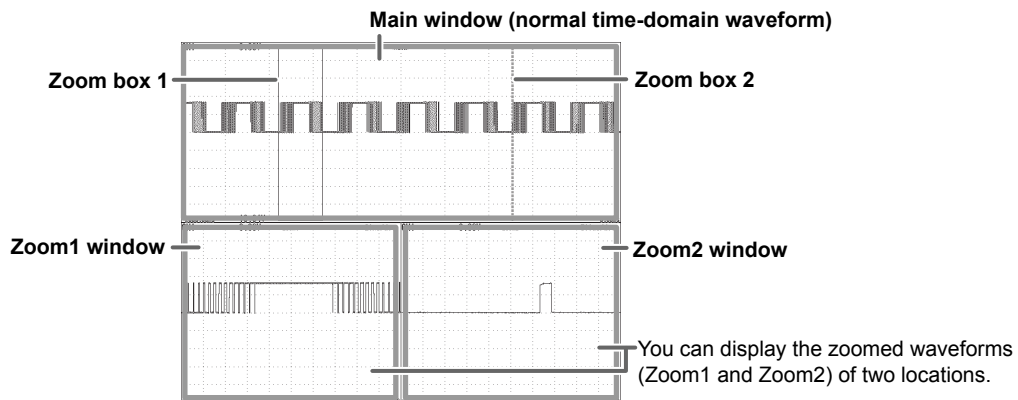 Main window (normal time-domain waveform)
Zoom box 1
Zoom box 2
Zoom1 window
Zoom2 window
You can display the zoomed waveforms
(Zoom1 and Zoom2) of two locations.